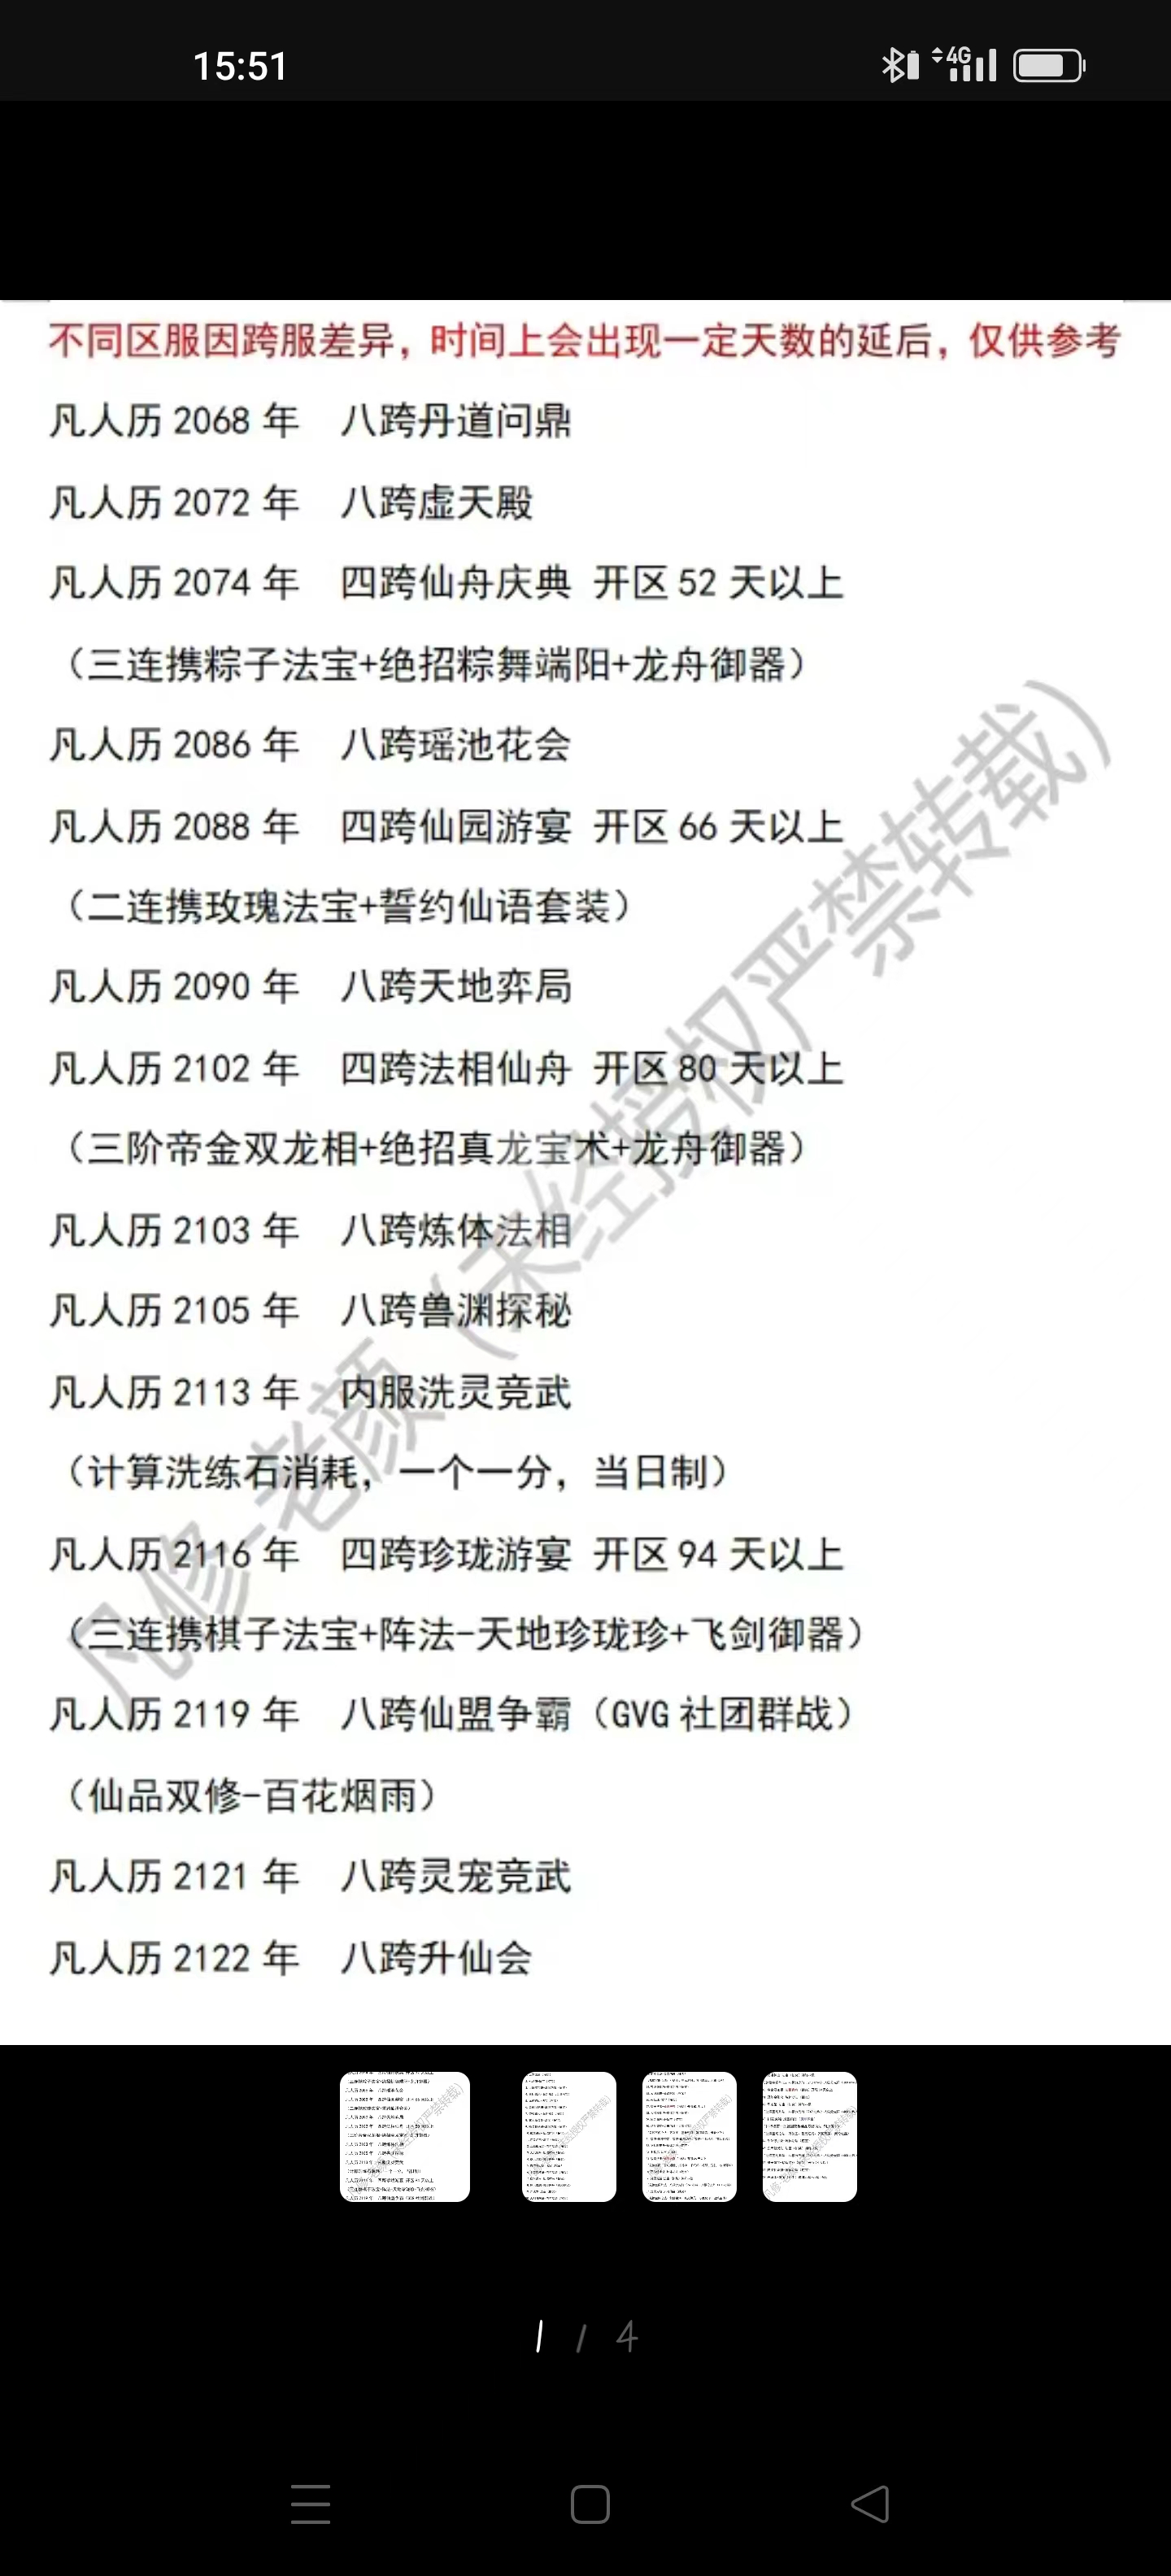 15:51
4G
不同区服因跨服差异，时间上会出现一定天数的延后，仅供参考
凡人历 2068 年 八跨丹道问鼎
凡人历 2072 年 八跨虚天殿
凡人历 2074 年 四跨仙舟庆典 开区 52 天以上
（三连携粽子法宝+绝招粽舞端阳+龙舟御器）
凡人历 2086 年 八跨瑶池花会
凡人历 2088 年 四跨仙园游宴 开区 66 天以上
（二连携玫瑰法宝+誓约仙语套装）
凡人历 2090 年 八跨天地弈局
凡人历 2102 年 四跨法相仙舟 开区 80 天以上
（三阶帝金双龙相+绝招真龙宝术+龙舟御器）
凡人历 2103 年 八跨炼体法相
凡人历 2105 年 八跨兽渊探秘
凡人历 2113 年 内服洗灵竞武
（计算洗练石消耗，一个一分，当日制）
凡人历 2116 年 四跨珍珑游宴 开区 94 天以上
（三连携棋子法宝+阵法-天地珍珑珍+飞剑御器）
凡人历 2119 年 八跨仙盟争霸（GVG 社团群战）
（仙品双修-百花烟雨）
凡人历 2121 年 八跨灵宠竞武
凡人历 2122 年 八跨升仙会
凡修-老颜（未经授权严禁转载）
1 / 4